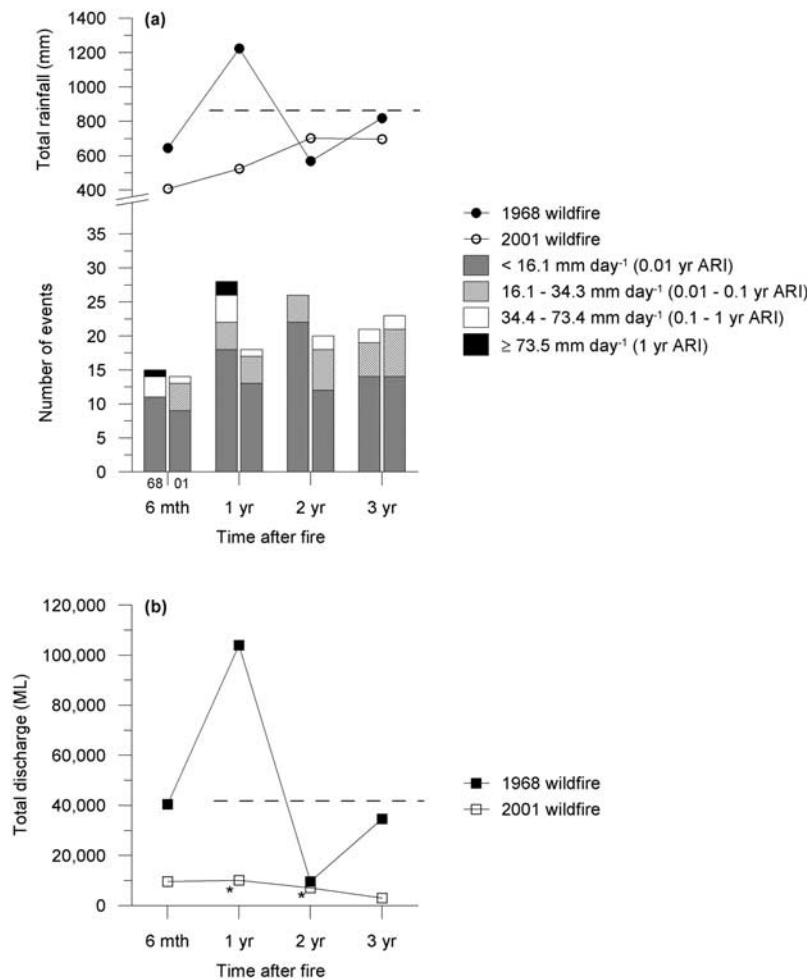 (a)
1400
1200
1000
800
600
400
Total rainfall (mm)
35
30
25
20
15
10
5
0
Number of events
68 01
6 mth 1 yr 2 yr 3 yr
Time after fire
1968 wildfire
2001 wildfire
< 16.1 mm day⁻¹ (0.01 yr ARI)
16.1 - 34.3 mm day⁻¹ (0.01 - 0.1 yr ARI)
34.4 - 73.4 mm day⁻¹ (0.1 - 1 yr ARI)
≥ 73.5 mm day⁻¹ (1 yr ARI)
(b)
120,000
100,000
80,000
60,000
40,000
20,000
0
Total discharge (ML)
* *
6 mth 1 yr 2 yr 3 yr
Time after fire
1968 wildfire
2001 wildfire